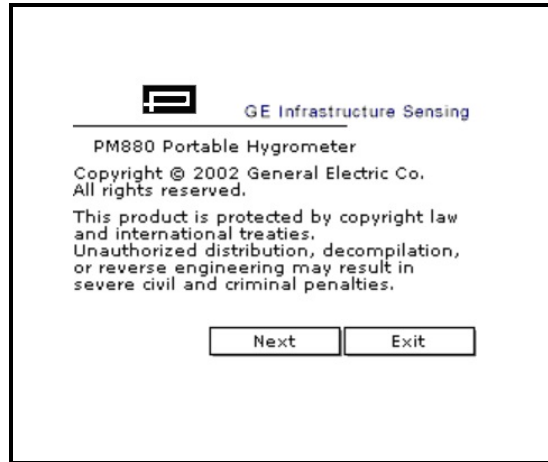 GE Infrastructure Sensing
PM880 Portable Hygrometer
Copyright © 2002 General Electric Co.
All rights reserved.
This product is protected by copyright law
and international treaties.
Unauthorized distribution, decompilation,
or reverse engineering may result in
severe civil and criminal penalties.
Next Exit